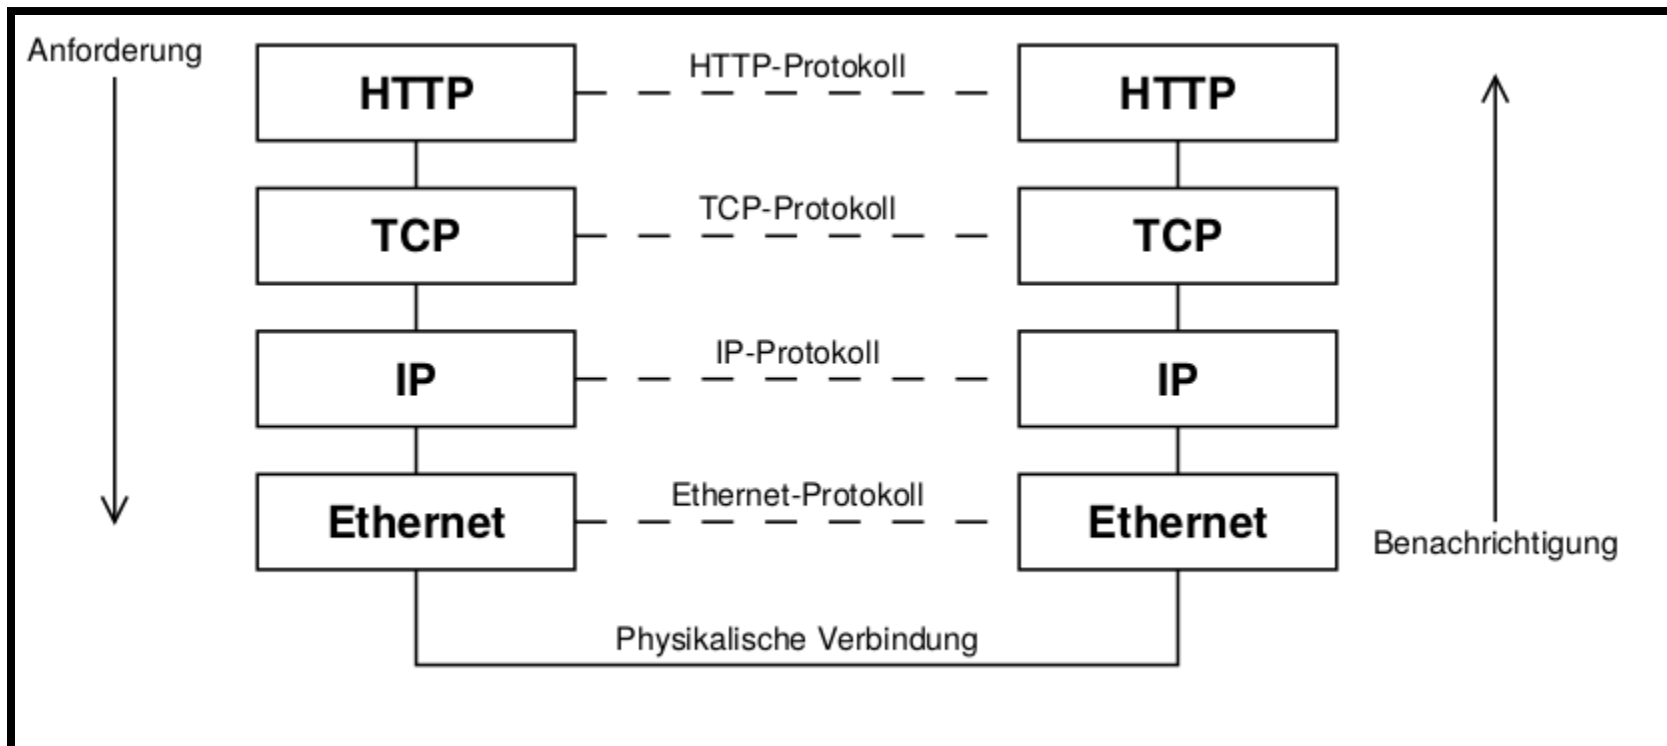 Anforderung
HTTP
HTTP-Protokoll
HTTP
TCP
TCP-Protokoll
TCP
IP
IP-Protokoll
IP
Ethernet
Ethernet-Protokoll
Ethernet
Benachrichtigung
Physikalische Verbindung